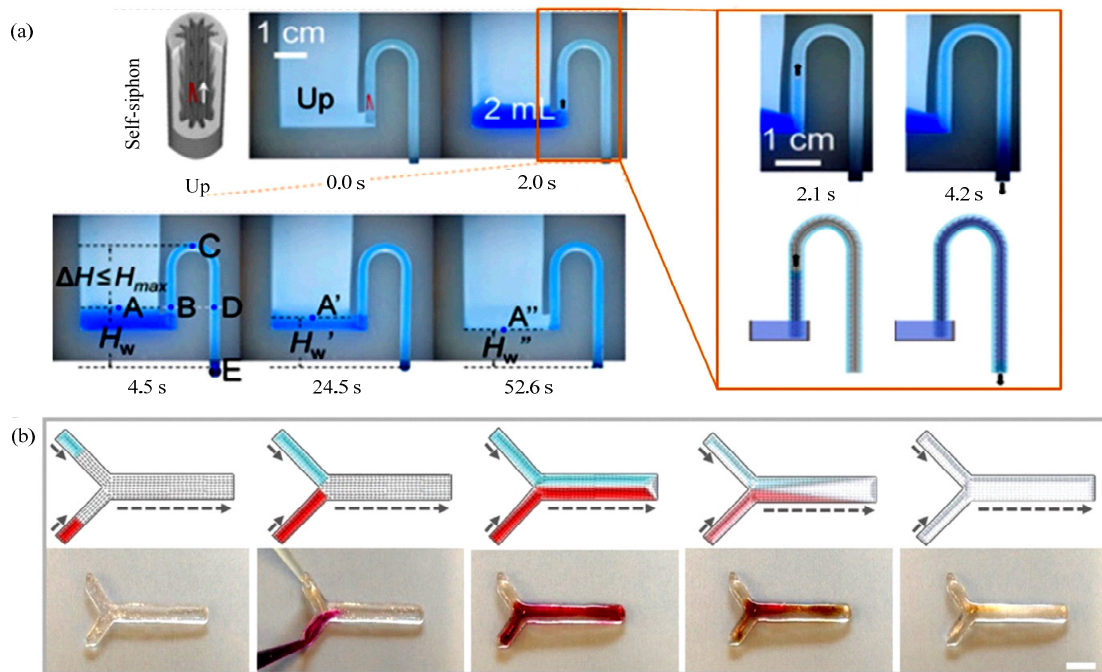 (a)
Self-siphon
Up
1 cm
Up
0.0 s
2 mL
2.0 s
1 cm
2.1 s
4.2 s
ΔH ≤ Hmax
A
B
C
D
E
Hw
4.5 s
A'
Hw'
24.5 s
A''
Hw''
52.6 s
(b)